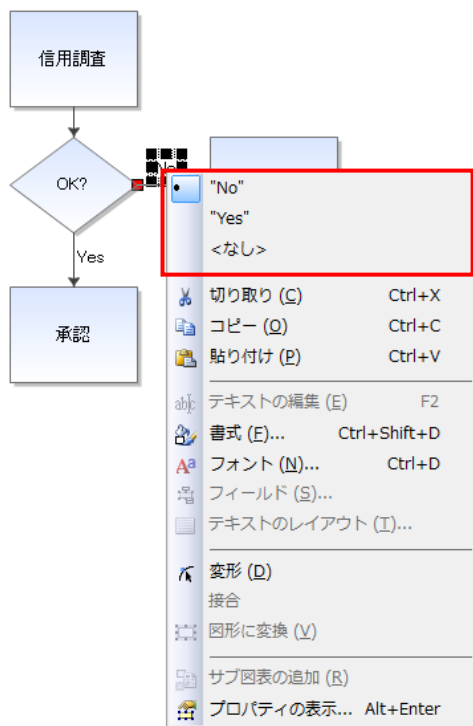 信用調査
OK?
No
Yes
承認
"No"
"Yes"
<なし>
切り取り (C) Ctrl+X
コピー (O) Ctrl+C
貼り付け (P) Ctrl+V
テキストの編集 (E) F2
書式 (F)... Ctrl+Shift+D
フォント (N)... Ctrl+D
フィールド (S)...
テキストのレイアウト (T)...
変形 (D)
接合
図形に変換 (V)
サブ図表の追加 (R)
プロパティの表示... Alt+Enter